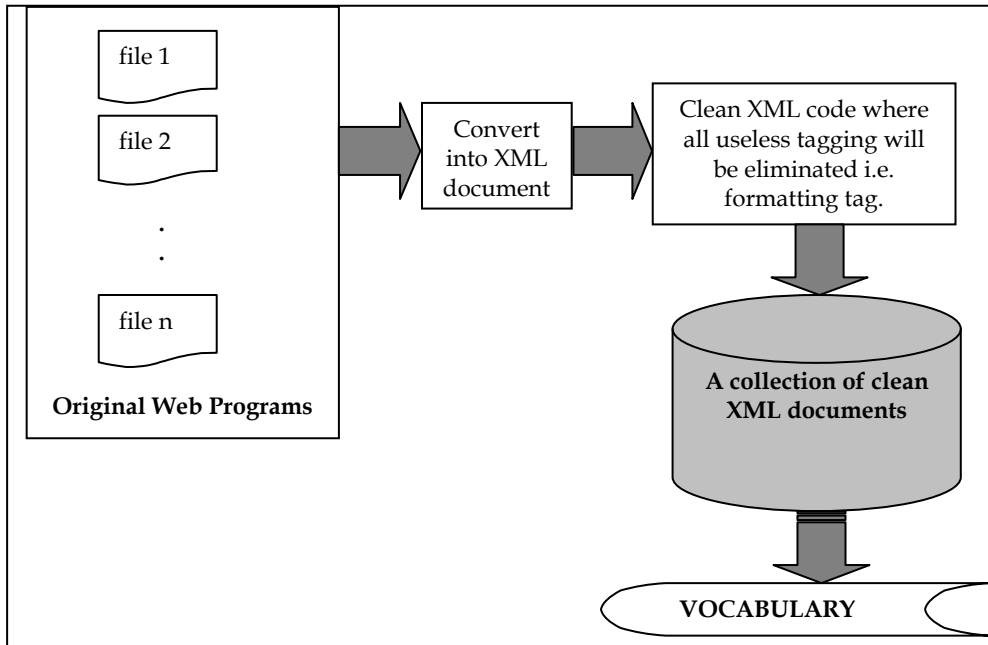 file 1
file 2
.
.
file n
Original Web Programs
Convert
into XML
document
Clean XML code where
all useless tagging will
be eliminated i.e.
formatting tag.
A collection of clean
XML documents
VOCABULARY